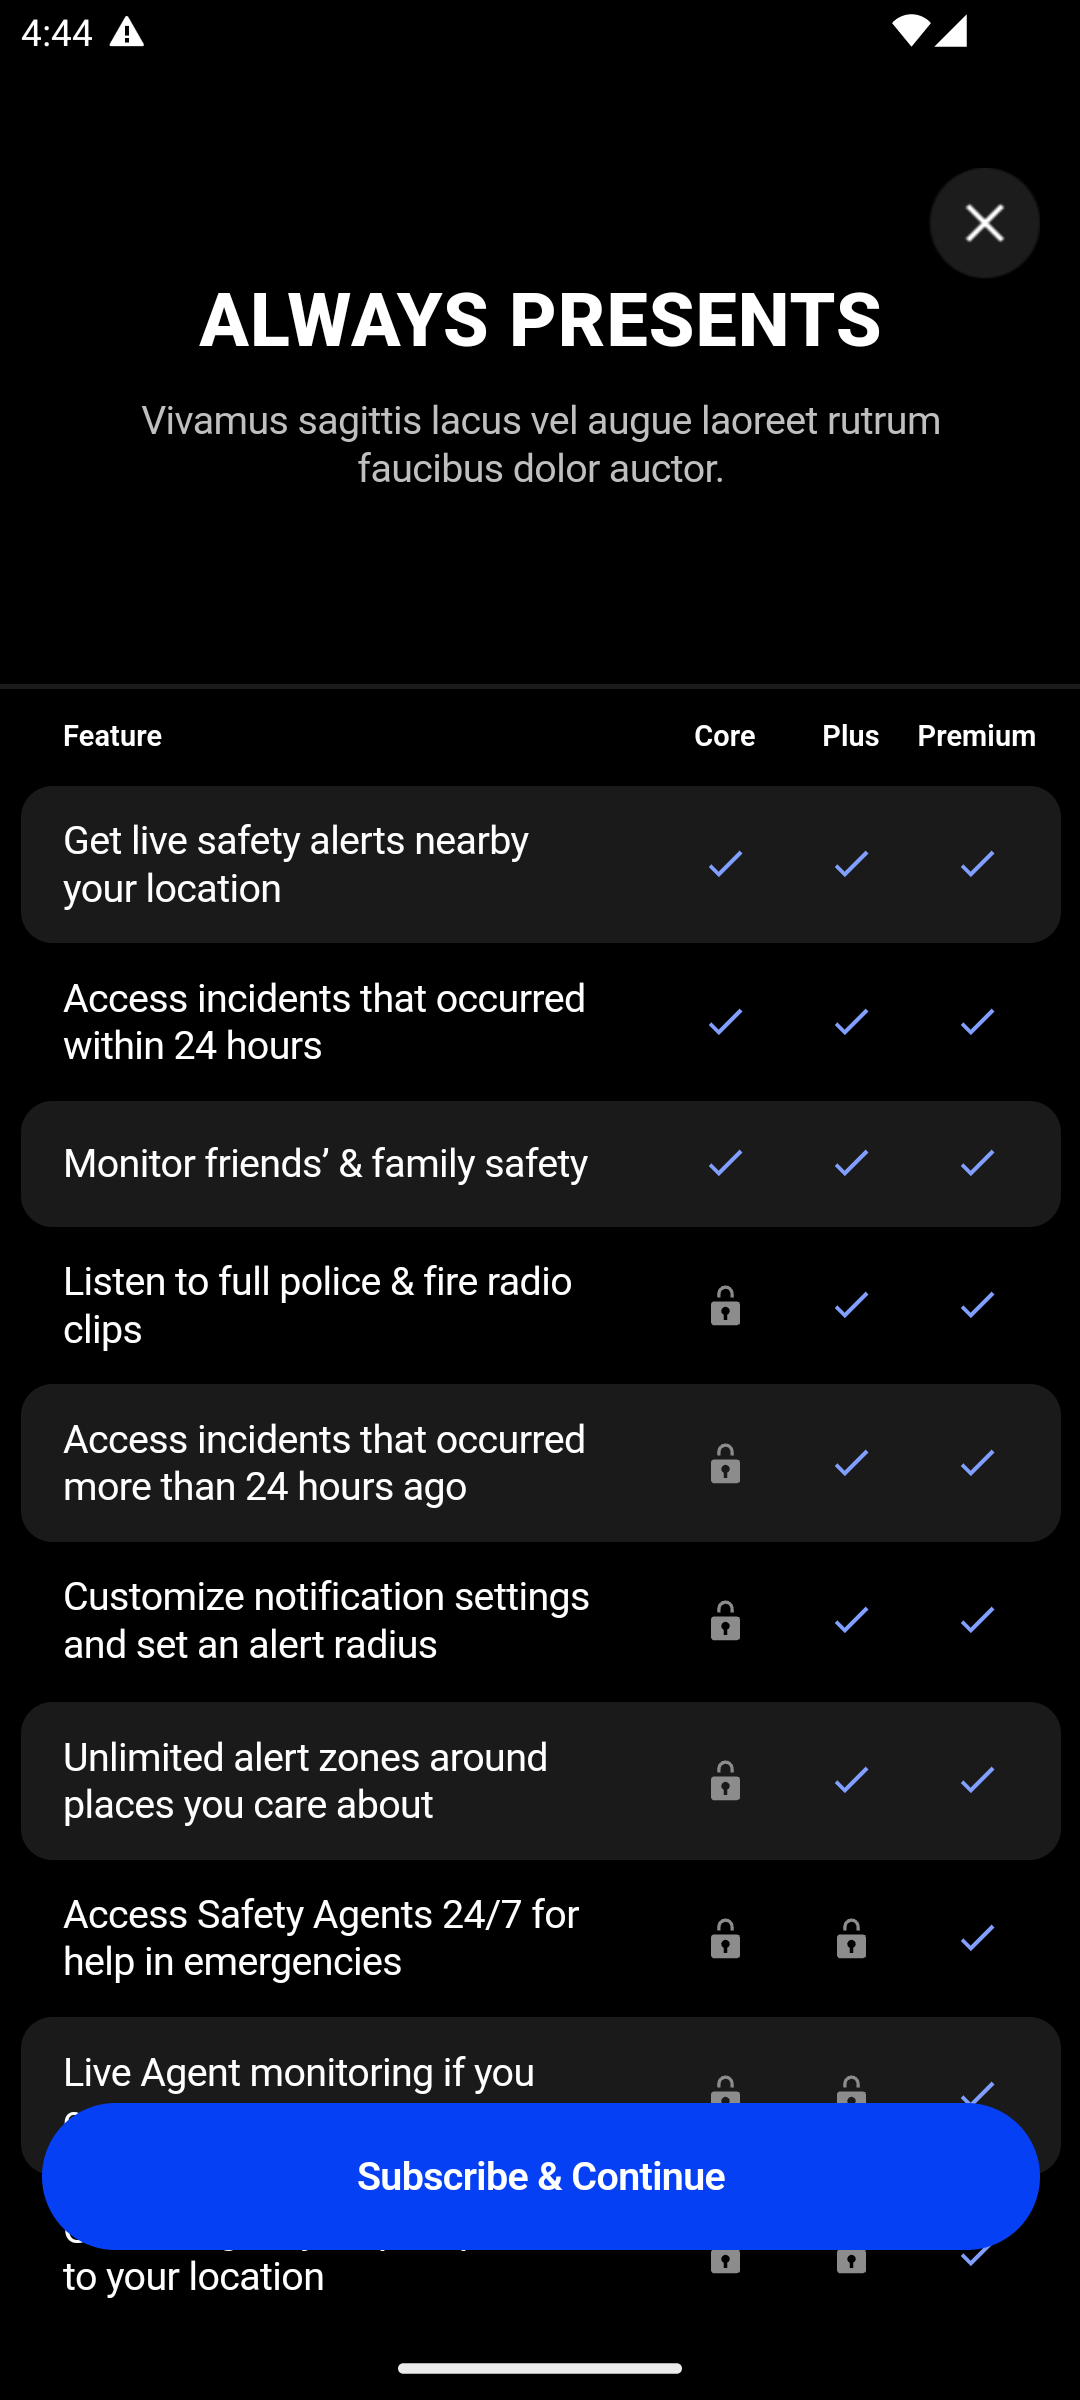 4:44
ALWAYS PRESENTS
Vivamus sagittis lacus vel augue laoreet rutrum
faucibus dolor auctor.
Feature Core Plus Premium
Get live safety alerts nearby
your location
Access incidents that occurred
within 24 hours
Monitor friends’ & family safety
Listen to full police & fire radio
clips
Access incidents that occurred
more than 24 hours ago
Customize notification settings
and set an alert radius
Unlimited alert zones around
places you care about
Access Safety Agents 24/7 for
help in emergencies
Live Agent monitoring if you
Subscribe & Continue
to your location